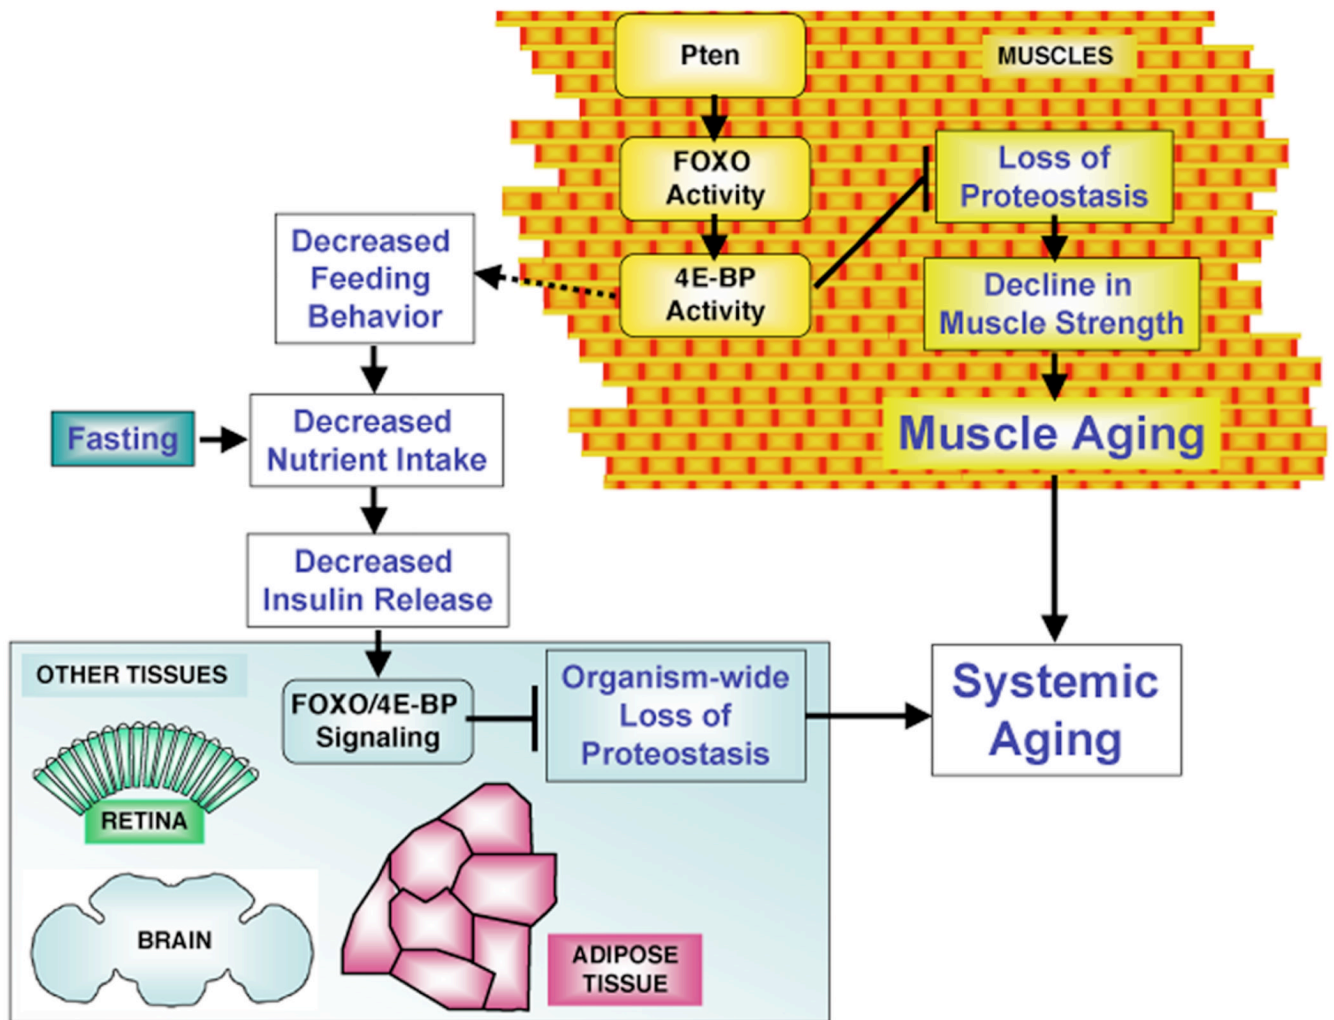 Pten
MUSCLES
FOXO
Activity
Loss of
Proteostasis
4E-BP
Activity
Decline in
Muscle Strength
Muscle Aging
Decreased
Feeding
Behavior
Fasting
Decreased
Nutrient Intake
Decreased
Insulin Release
OTHER TISSUES
FOXO/4E-BP
Signaling
Organism-wide
Loss of
Proteostasis
Systemic
Aging
RETINA
BRAIN
ADIPOSE
TISSUE